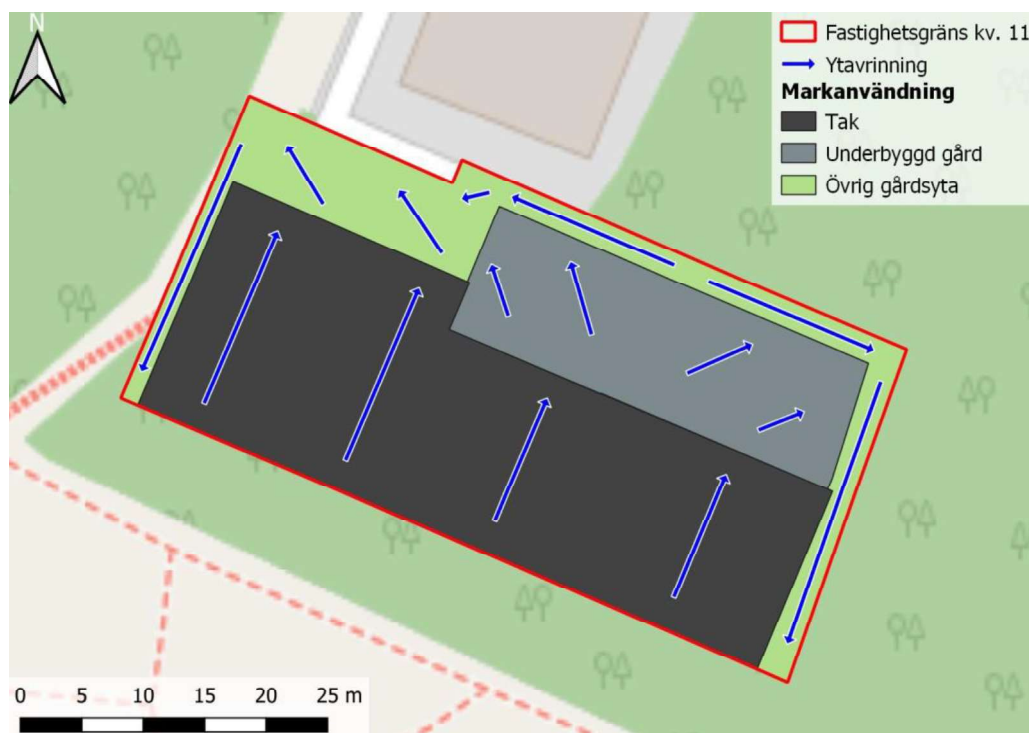 N
Fastighetsgräns kv. 11
Ytavrinning
Markanvändning
Tak
Underbyggd gård
Övrig gårdsyta
0 5 10 15 20 25 m